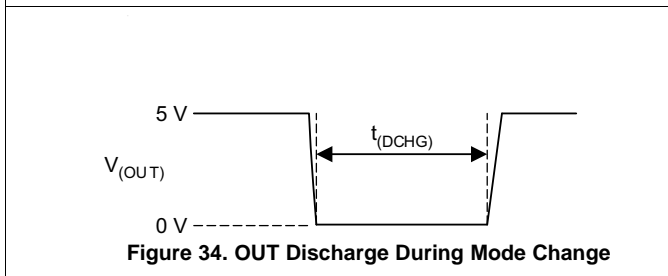 5 V
t(DCHG)
V(OUT)
0 V
Figure 34. OUT Discharge During Mode Change